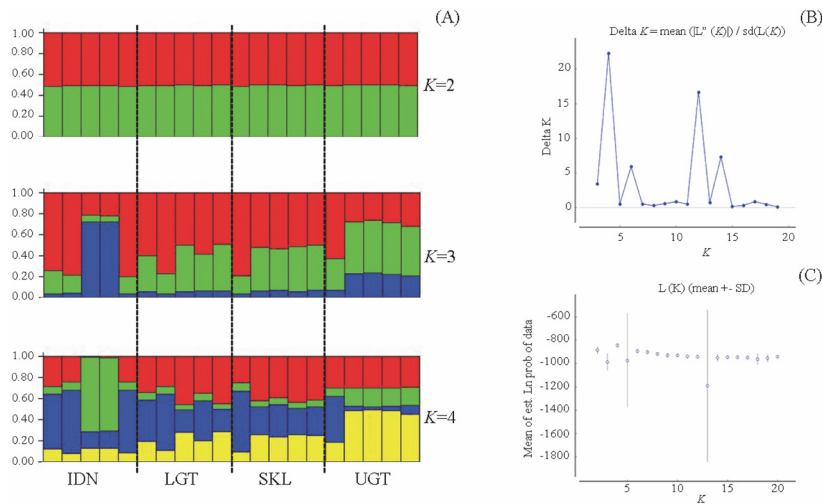 (A)
1.00
0.80
0.60
0.40
0.20
0.00
K=2
1.00
0.80
0.60
0.40
0.20
0.00
K=3
1.00
0.80
0.60
0.40
0.20
0.00
K=4
IDN LGT SKL UGT
(B)
Delta K = mean (|L" (K)|) / sd(L(K))
Delta K
20
15
10
5
0
5 10 15 20
K
(C)
L (K) (mean +- SD)
Mean of est. Ln prob of data
-600
-800
-1000
-1200
-1400
-1600
-1800
5 10 15 20
K